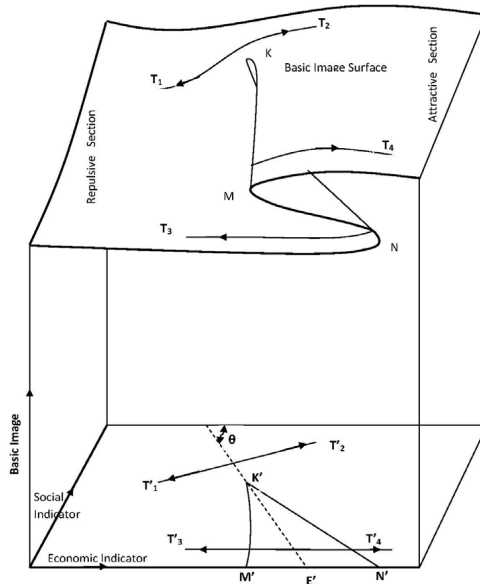 T2
K
Basic Image Surface
T1
Attractive Section
Repulsive Section
T4
M
T3
N
Basic Image
θ
T'2
K'
T'1
Social
Indicator
T'3
T'4
Economic Indicator
M'
F'
N'